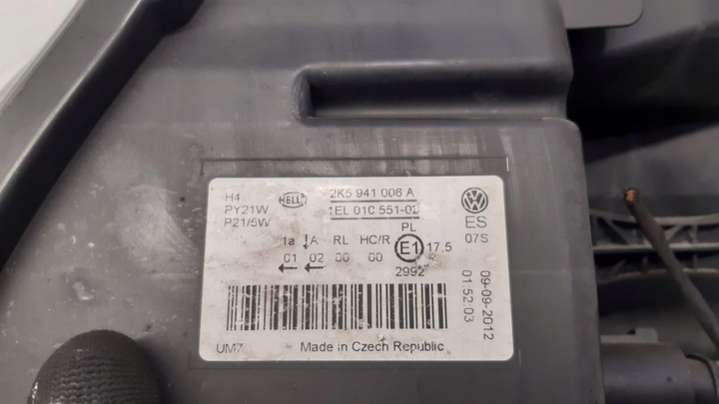 H4
PY21W
P21/5W
HELLA
2K5 941 006 A
1EL 010 551-02
ES
07S
PL
1a A RL HC/R E1 17.5
01 02 00 00
2992
09-09-2012
01:52:03
UM7
Made in Czech Republic